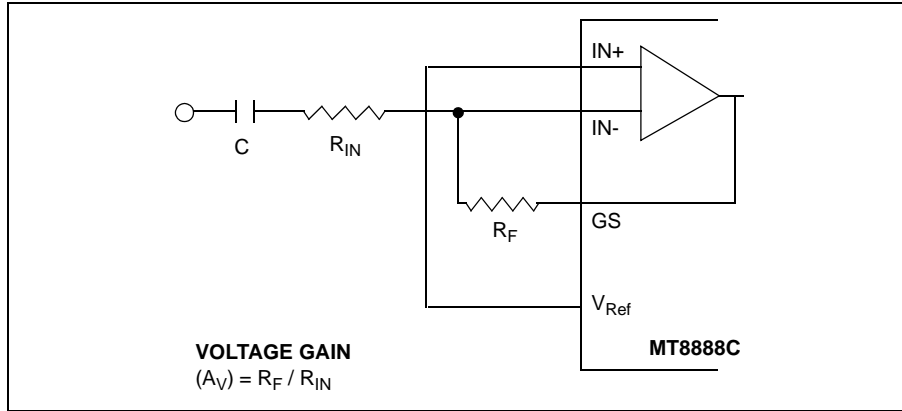 IN+
IN-
C
R_IN
R_F
GS
V_Ref
MT8888C
VOLTAGE GAIN
(A_V) = R_F / R_IN